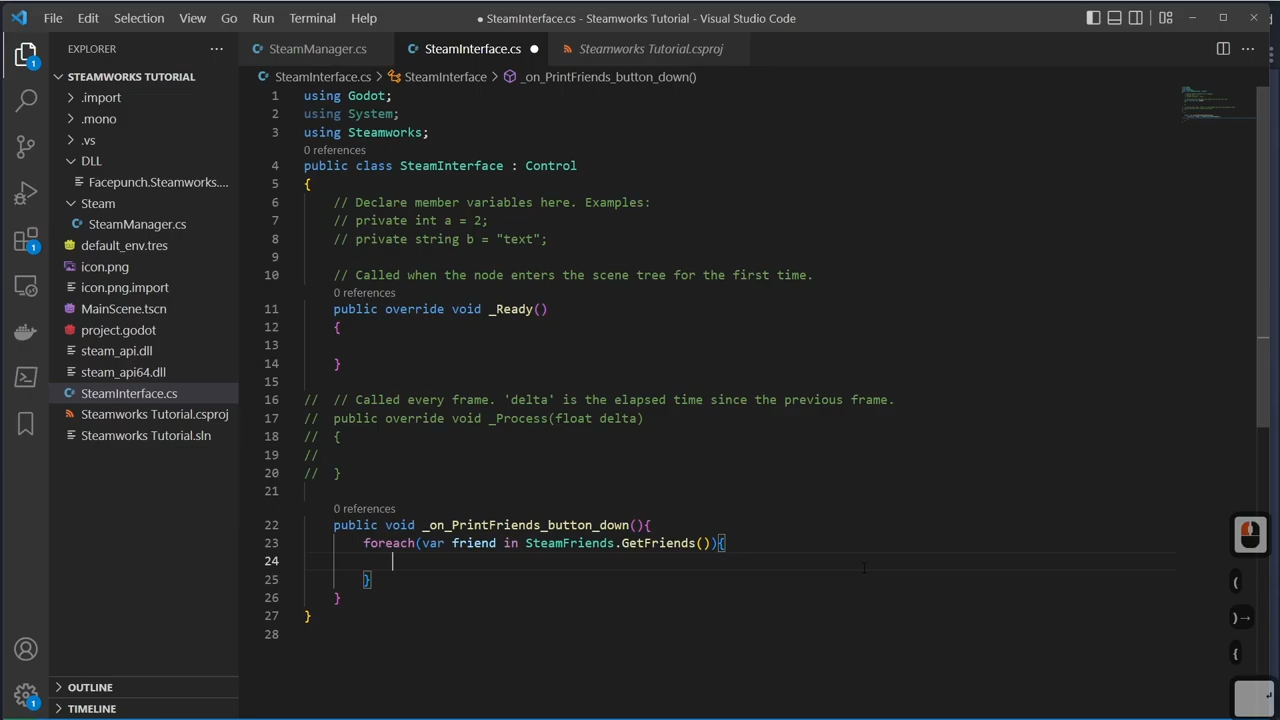 File Edit Selection View Go Run Terminal Help
● SteamInterface.cs - Steamworks Tutorial - Visual Studio Code
EXPLORER
STEAMWORKS TUTORIAL
.import
.mono
.vs
DLL
Facepunch.Steamworks....
Steam
SteamManager.cs
default_env.tres
icon.png
icon.png.import
MainScene.tscn
project.godot
steam_api.dll
steam_api64.dll
SteamInterface.cs
Steamworks Tutorial.csproj
Steamworks Tutorial.sln
OUTLINE
TIMELINE
1
1
1
SteamManager.cs SteamInterface.cs Steamworks Tutorial.csproj
SteamInterface.cs > SteamInterface > _on_PrintFriends_button_down()
1 using Godot;
2 using System;
3 using Steamworks;
0 references
4 public class SteamInterface : Control
5 {
6 // Declare member variables here. Examples:
7 // private int a = 2;
8 // private string b = "text";
9
10 // Called when the node enters the scene tree for the first time.
0 references
11 public override void _Ready()
12 {
13
14 }
15
16 // // Called every frame. 'delta' is the elapsed time since the previous frame.
17 // public override void _Process(float delta)
18 // {
19 //
20 // }
21
0 references
22 public void _on_PrintFriends_button_down(){
23 foreach(var friend in SteamFriends.GetFriends()){
24
25 }
26 }
27 }
28
(
)→
{